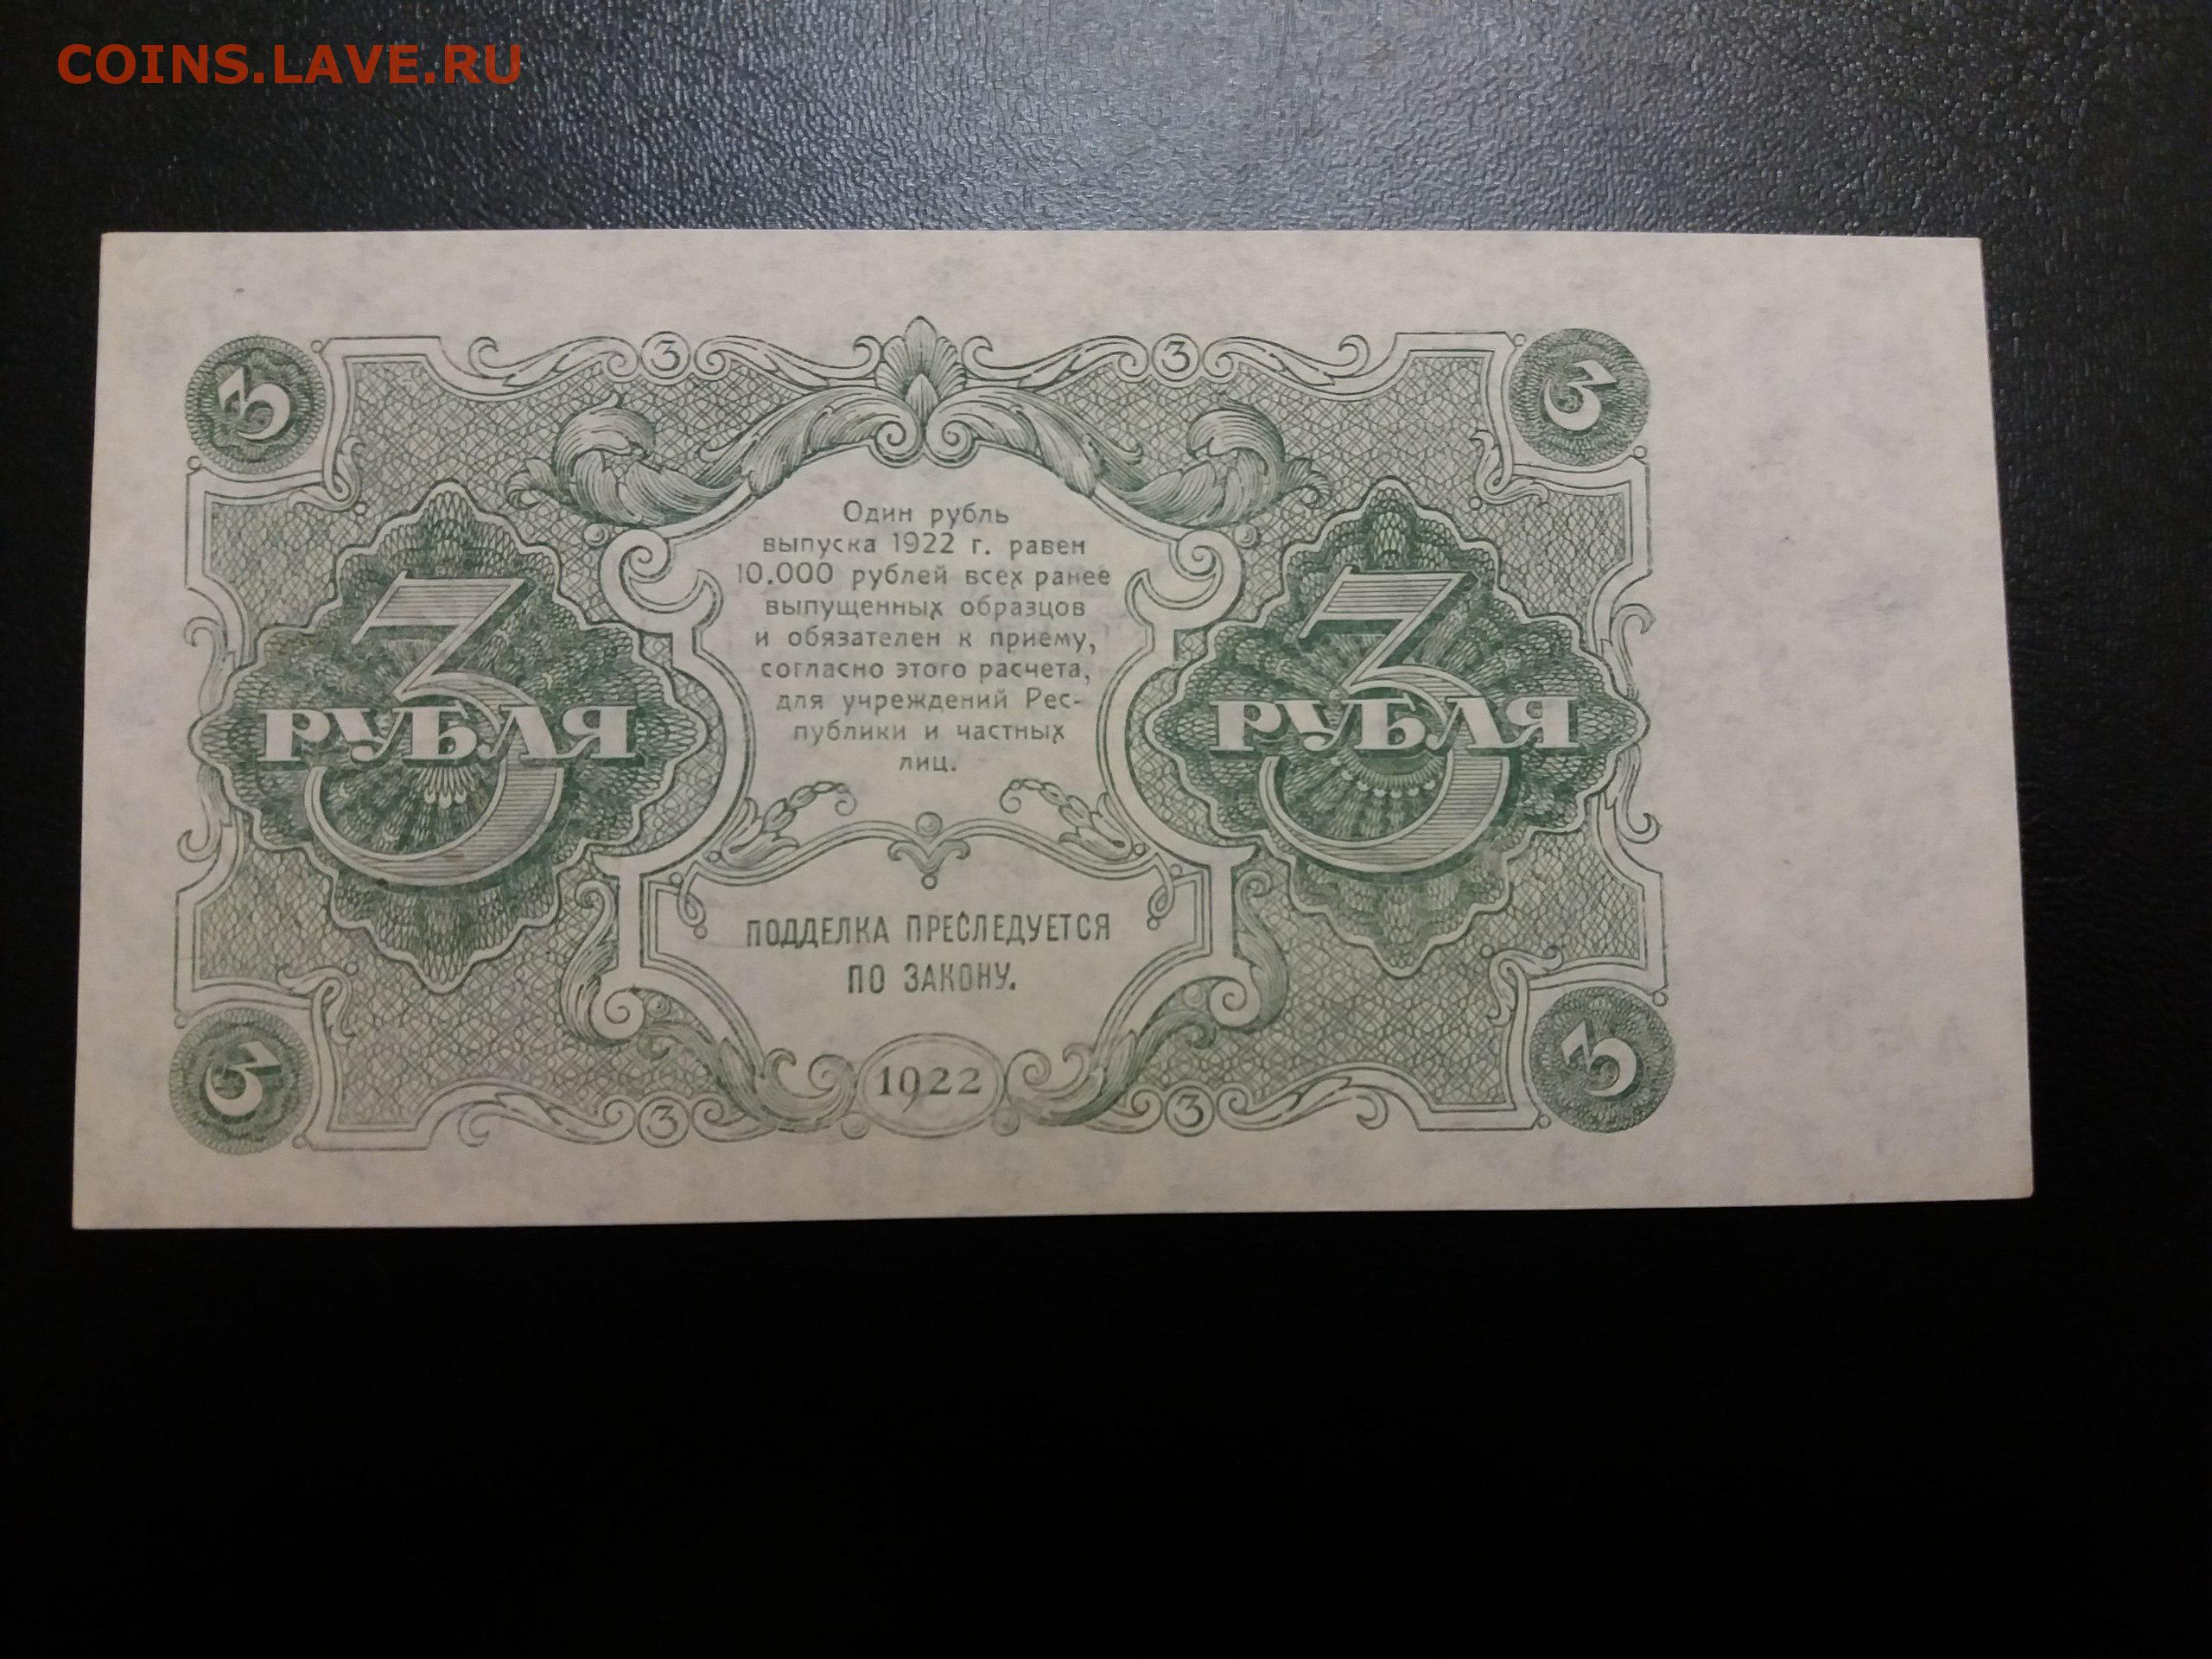 COINS.LAVE.RU
3 3 3 3
Один рубль
выпуска 1922 г. равен
10.000 рублей всех ранее
выпущенных образцов
и обязателен к приему,
согласно этого расчета,
для учреждений Рес-
публики и частных
лиц.
3 РУБЛЯ
3 РУБЛЯ
ПОДДЕЛКА ПРЕСЛЕДУЕТСЯ
ПО ЗАКОНУ.
3 3 1922 3 3